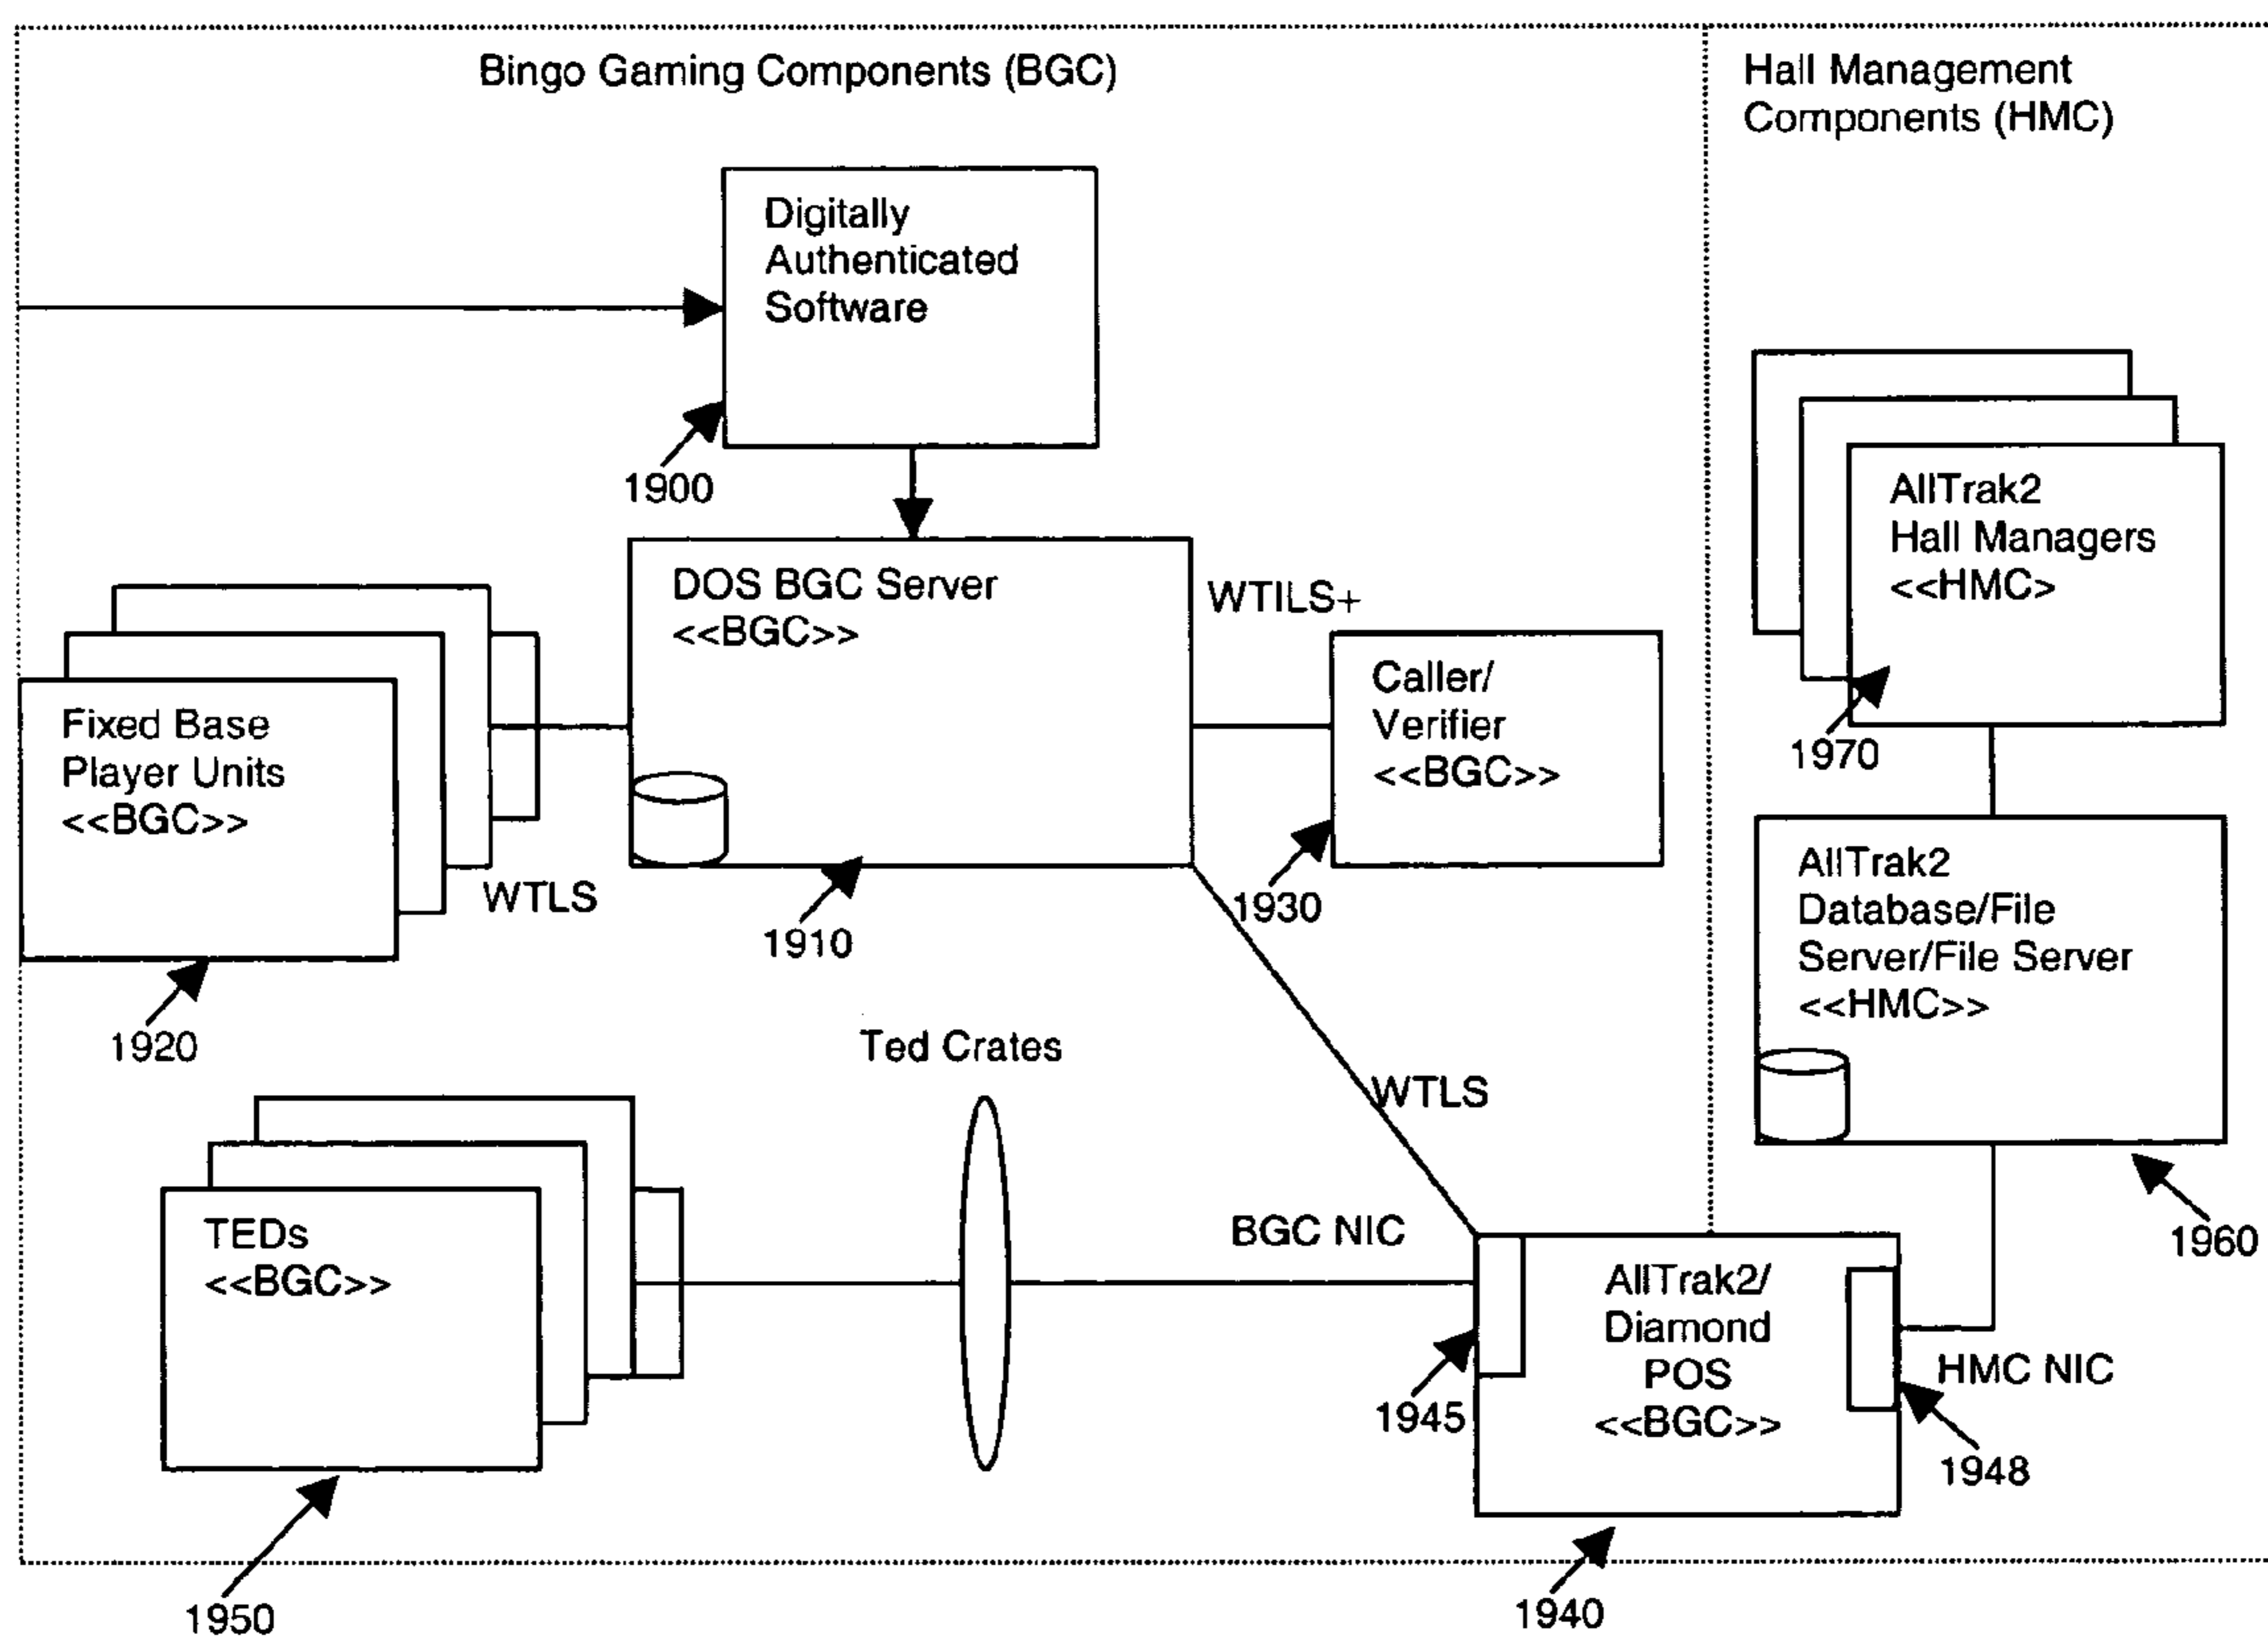 Bingo Gaming Components (BGC)
Hall Management
Components (HMC)
Digitally
Authenticated
Software
1900
AllTrak2
Hall Managers
<<HMC>
1970
DOS BGC Server
<<BGC>>
WTILS+
Caller/
Verifier
<<BGC>>
1930
Fixed Base
Player Units
<<BGC>>
WTLS
1910
1920
AllTrak2
Database/File
Server/File Server
<<HMC>>
1960
Ted Crates
WTLS
TEDs
<<BGC>>
BGC NIC
AllTrak2/
Diamond
POS
<<BGC>>
1945
HMC NIC
1948
1950
1940